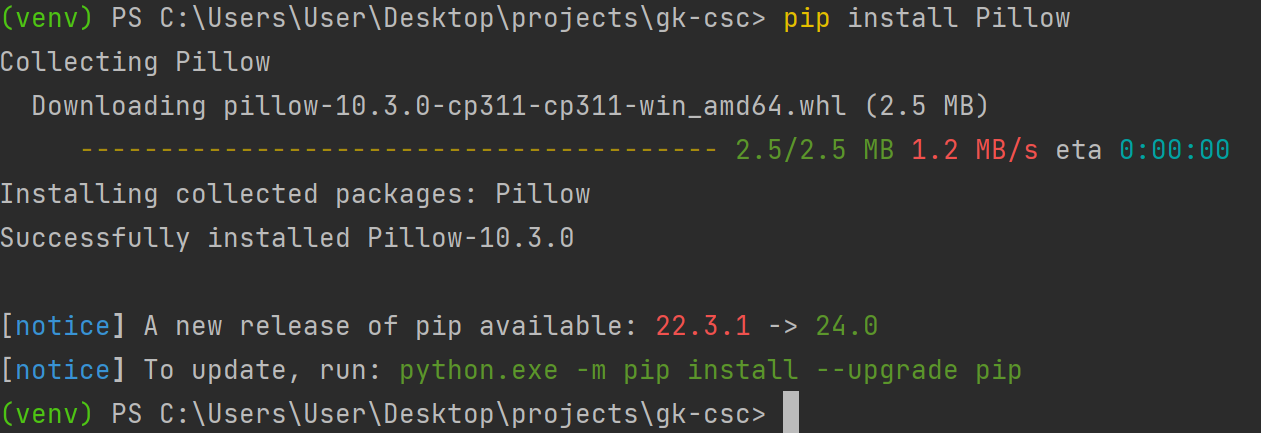 (venv) PS C:\Users\User\Desktop\projects\gk-csc> pip install Pillow
Collecting Pillow
  Downloading pillow-10.3.0-cp311-cp311-win_amd64.whl (2.5 MB)
     ---------------------------------------- 2.5/2.5 MB 1.2 MB/s eta 0:00:00
Installing collected packages: Pillow
Successfully installed Pillow-10.3.0

[notice] A new release of pip available: 22.3.1 -> 24.0
[notice] To update, run: python.exe -m pip install --upgrade pip
(venv) PS C:\Users\User\Desktop\projects\gk-csc>